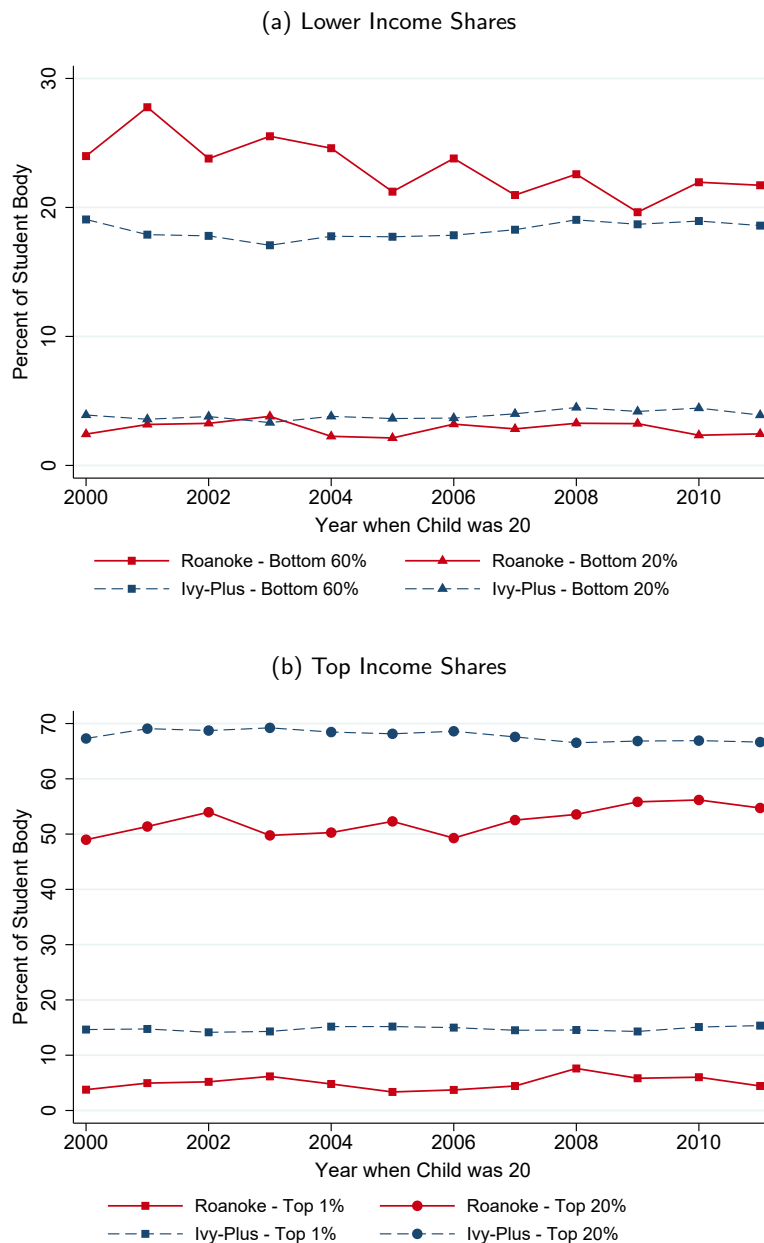 (a) Lower Income Shares
30
20
10
0
Percent of Student Body
2000 2002 2004 2006 2008 2010
Year when Child was 20
Roanoke - Bottom 60% Roanoke - Bottom 20%
Ivy-Plus - Bottom 60% Ivy-Plus - Bottom 20%
(b) Top Income Shares
70
60
50
40
30
20
10
0
Percent of Student Body
2000 2002 2004 2006 2008 2010
Year when Child was 20
Roanoke - Top 1% Roanoke - Top 20%
Ivy-Plus - Top 1% Ivy-Plus - Top 20%